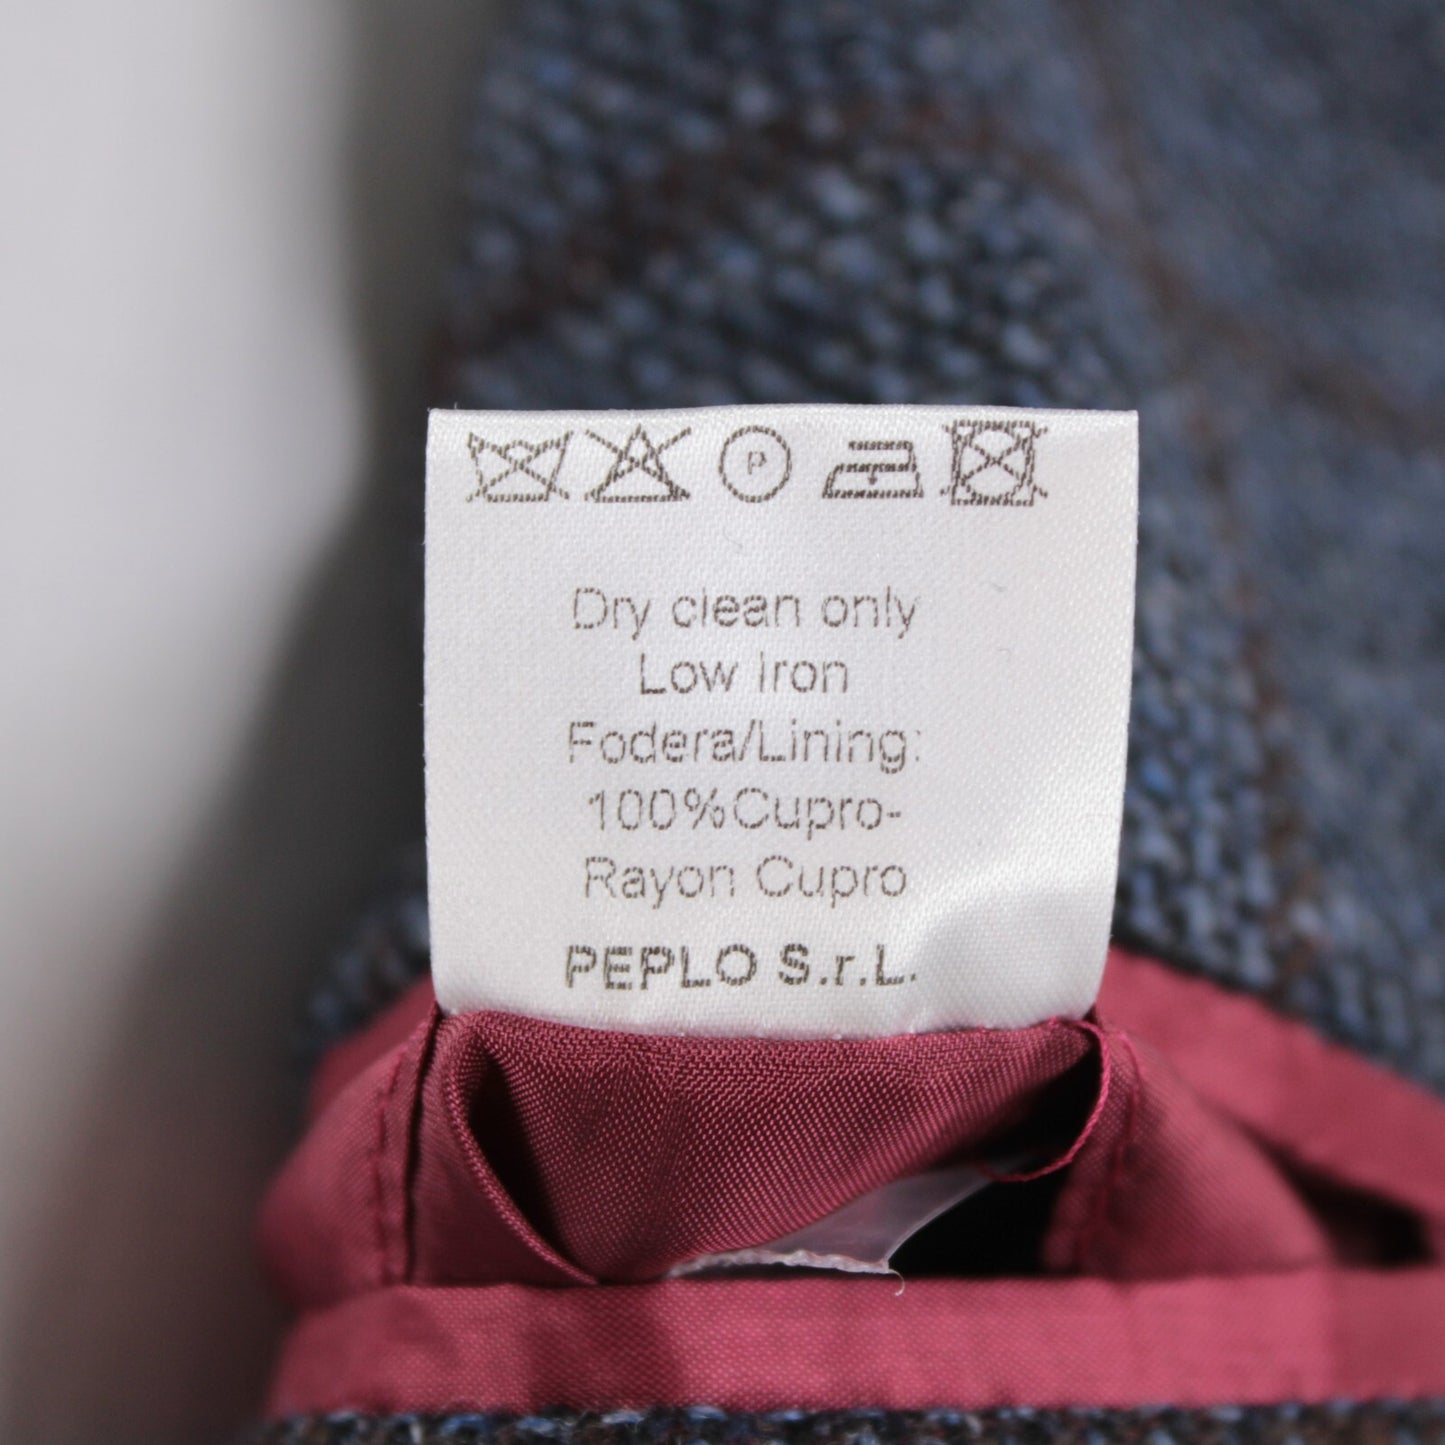 P
Dry clean only
Low Iron
Fodera/Lining:
100%Cupro-
Rayon Cupro
PEPLO S.r.L.